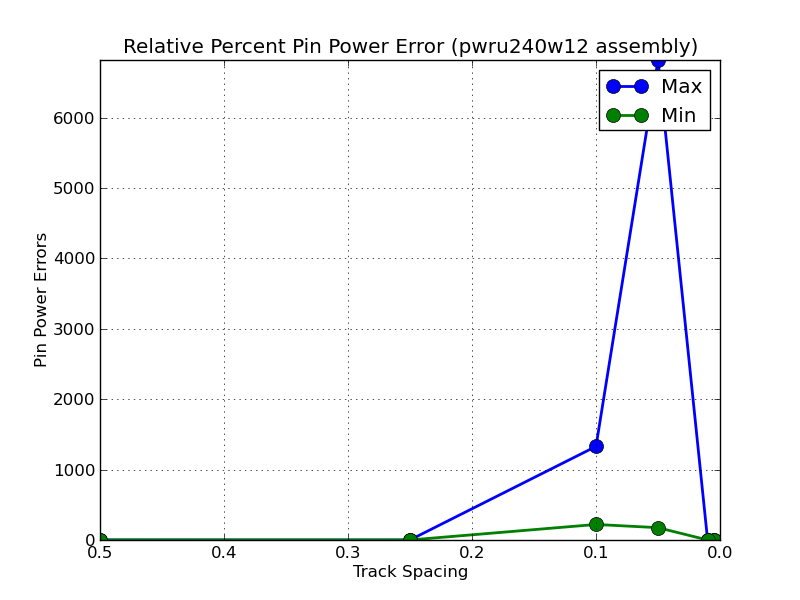 Relative Percent Pin Power Error (pwru240w12 assembly)
Max
Min
6000
5000
4000
3000
2000
1000
0
Pin Power Errors
0.5 0.4 0.3 0.2 0.1 0.0
Track Spacing